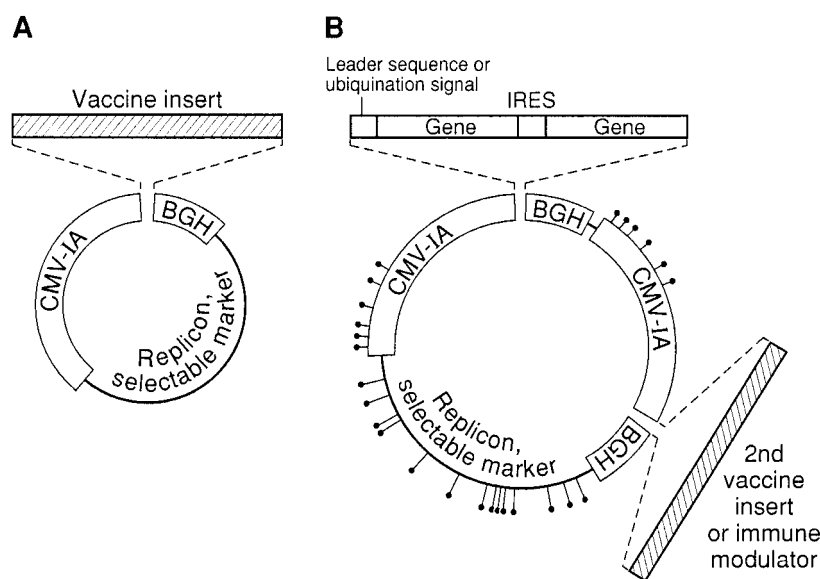 A
Vaccine insert
BGH
CMV-IA
Replicon,
selectable marker
B
Leader sequence or
ubiquination signal
IRES
Gene
Gene
BGH
CMV-IA
CMV-IA
Replicon,
selectable marker
BGH
2nd
vaccine
insert
or immune
modulator